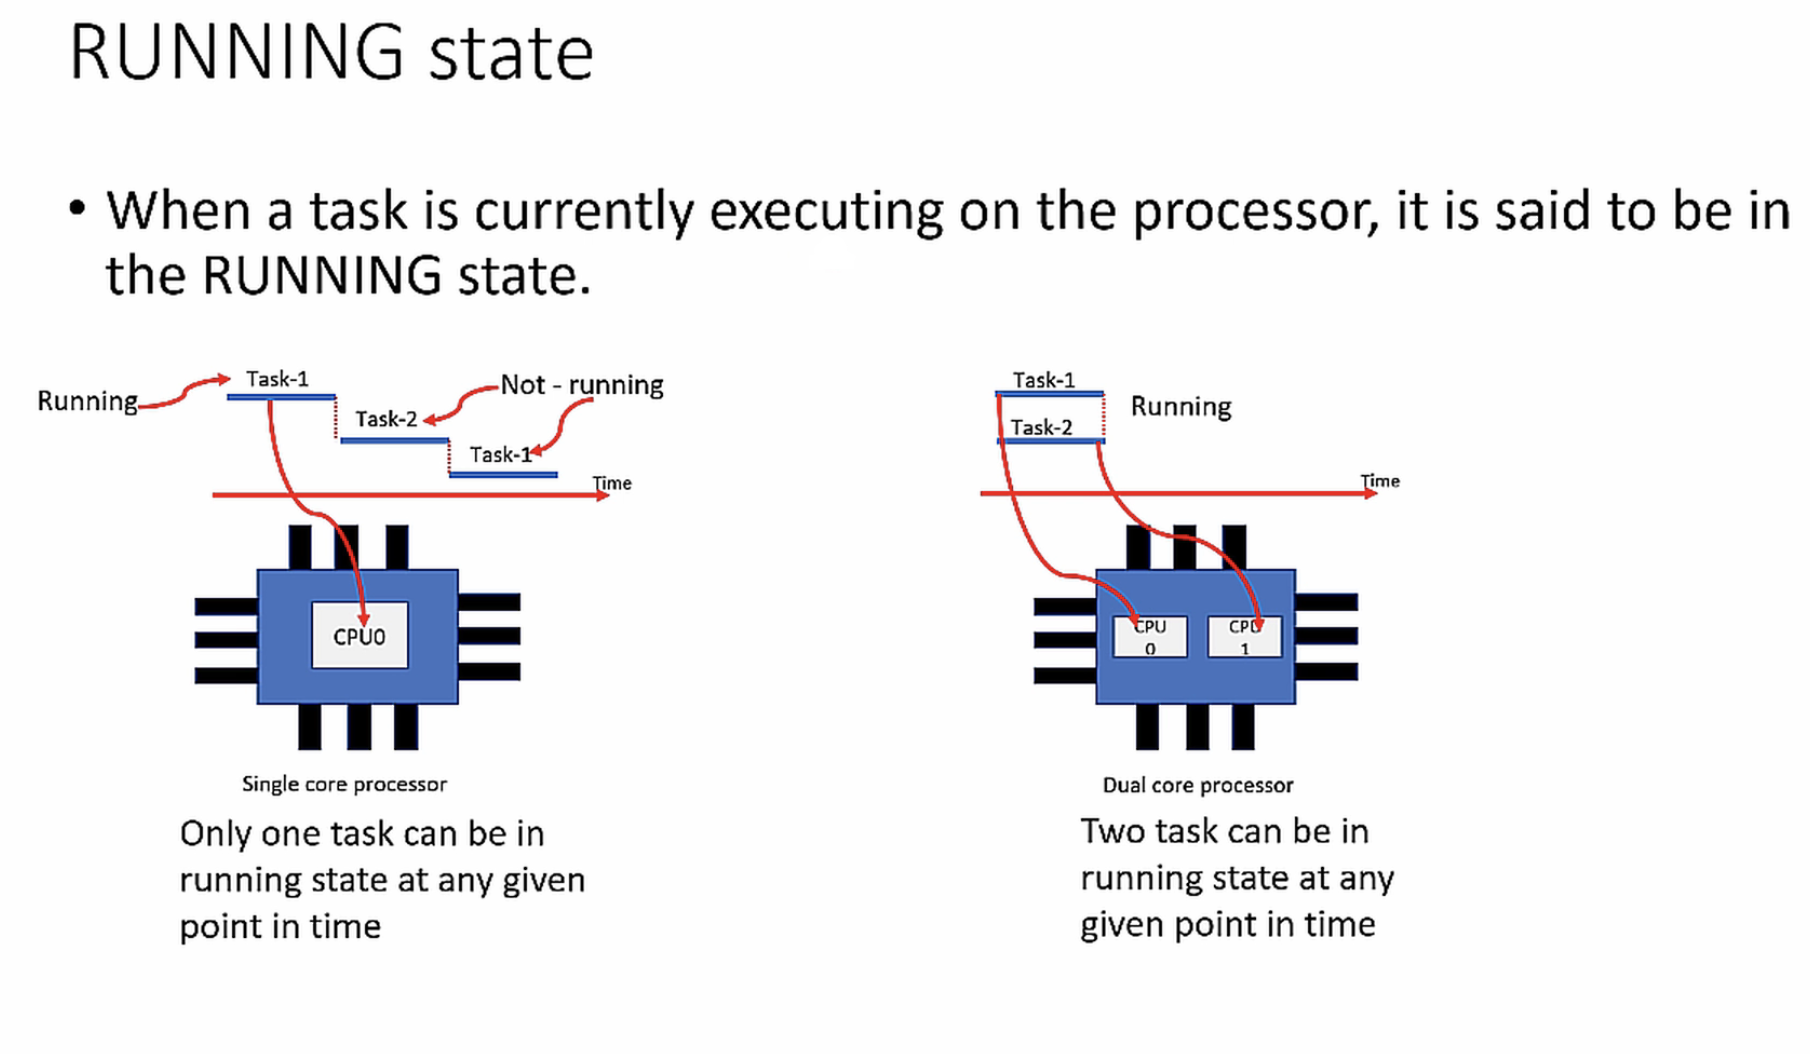 RUNNING state
• When a task is currently executing on the processor, it is said to be in
the RUNNING state.
Running
Task-1
Task-2
Task-1
Not - running
Time
CPU0
Single core processor
Only one task can be in
running state at any given
point in time
Task-1
Task-2
Running
Time
CPU
0
CPU
1
Dual core processor
Two task can be in
running state at any
given point in time